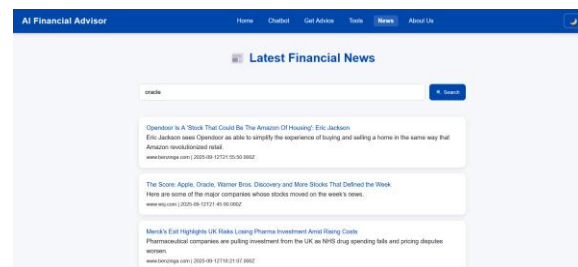 AI Financial Advisor
Home Chatbot Get Advice Tools News About Us
Latest Financial News
oracle
Search
Opendoor Is A 'Stock That Could Be The Amazon Of Housing': Eric Jackson
Eric Jackson sees Opendoor as able to simplify the experience of buying and selling a home in the same way that
Amazon revolutionized retail.
www.benzinga.com | 2025-09-12T21:55:50.000Z
The Score: Apple, Oracle, Warner Bros. Discovery and More Stocks That Defined the Week
Here are some of the major companies whose stocks moved on the week's news.
www.wsj.com | 2025-09-12T21:45:00.000Z
Merck's Exit Highlights UK Risks Losing Pharma Investment Amid Rising Costs
Pharmaceutical companies are pulling investment from the UK as NHS drug spending falls and pricing disputes
worsen.
www.benzinga.com | 2025-09-12T18:21:07.000Z